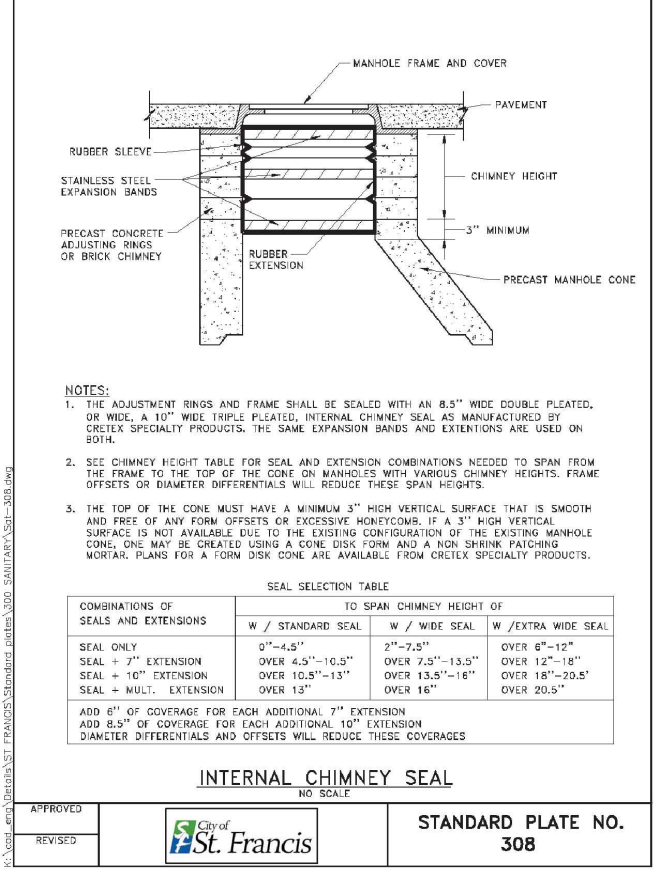 MANHOLE FRAME AND COVER
PAVEMENT
RUBBER SLEEVE
STAINLESS STEEL
EXPANSION BANDS
CHIMNEY HEIGHT
PRECAST CONCRETE
ADJUSTING RINGS
OR BRICK CHIMNEY
RUBBER
EXTENSION
3" MINIMUM
PRECAST MANHOLE CONE
NOTES:
1. THE ADJUSTMENT RINGS AND FRAME SHALL BE SEALED WITH AN 8.5" WIDE DOUBLE PLEATED,
OR WIDE, A 10" WIDE TRIPLE PLEATED, INTERNAL CHIMNEY SEAL AS MANUFACTURED BY
CRETEX SPECIALTY PRODUCTS. THE SAME EXPANSION BANDS AND EXTENTIONS ARE USED ON
BOTH.
2. SEE CHIMNEY HEIGHT TABLE FOR SEAL AND EXTENSION COMBINATIONS NEEDED TO SPAN FROM
THE FRAME TO THE TOP OF THE CONE ON MANHOLES WITH VARIOUS CHIMNEY HEIGHTS. FRAME
OFFSETS OR DIAMETER DIFFERENTIALS WILL REDUCE THESE SPAN HEIGHTS.
3. THE TOP OF THE CONE MUST HAVE A MINIMUM 3" HIGH VERTICAL SURFACE THAT IS SMOOTH
AND FREE OF ANY FORM OFFSETS OR EXCESSIVE HONEYCOMB. IF A 3" HIGH VERTICAL
SURFACE IS NOT AVAILABLE DUE TO THE EXISTING CONFIGURATION OF THE EXISTING MANHOLE
CONE, ONE MAY BE CREATED USING A CONE DISK FORM AND A NON SHRINK PATCHING
MORTAR. PLANS FOR A FORM DISK CONE ARE AVAILABLE FROM CRETEX SPECIALTY PRODUCTS.
SEAL SELECTION TABLE
COMBINATIONS OF
SEALS AND EXTENSIONS
TO SPAN CHIMNEY HEIGHT OF
W / STANDARD SEAL W / WIDE SEAL W /EXTRA WIDE SEAL
SEAL ONLY 0"-4.5" 2"-7.5" OVER 6"-12"
SEAL + 7" EXTENSION OVER 4.5"-10.5" OVER 7.5"-13.5" OVER 12"-18"
SEAL + 10" EXTENSION OVER 10.5"-13" OVER 13.5"-16" OVER 18"-20.5'
SEAL + MULT. EXTENSION OVER 13" OVER 16" OVER 20.5"
ADD 6" OF COVERAGE FOR EACH ADDITIONAL 7" EXTENSION
ADD 8.5" OF COVERAGE FOR EACH ADDITIONAL 10" EXTENSION
DIAMETER DIFFERENTIALS AND OFFSETS WILL REDUCE THESE COVERAGES
INTERNAL CHIMNEY SEAL
NO SCALE
APPROVED
REVISED
City of
St. Francis
STANDARD PLATE NO.
308
K:\cad_eng\Details\ST FRANCIS\Standard plates\300 SANITARY\Sat-308.dwg